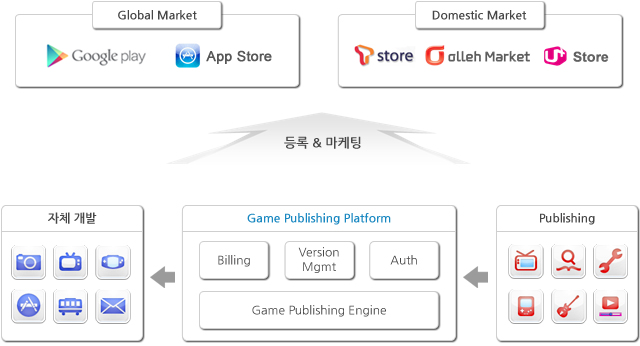 Global Market
Domestic Market
Google play
App Store
T store
olleh Market
U+ Store
등록 & 마케팅
자체 개발
Game Publishing Platform
Publishing
Billing
Version
Mgmt
Auth
Game Publishing Engine